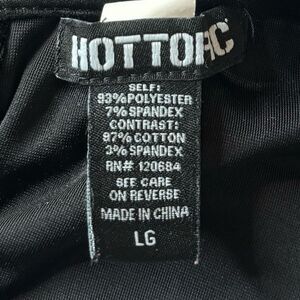 HOTTOPIC
SELF:
93% POLYESTER
7% SPANDEX
CONTRAST:
97% COTTON
3% SPANDEX
RN# 120684
SEE CARE
ON REVERSE
MADE IN CHINA
LG